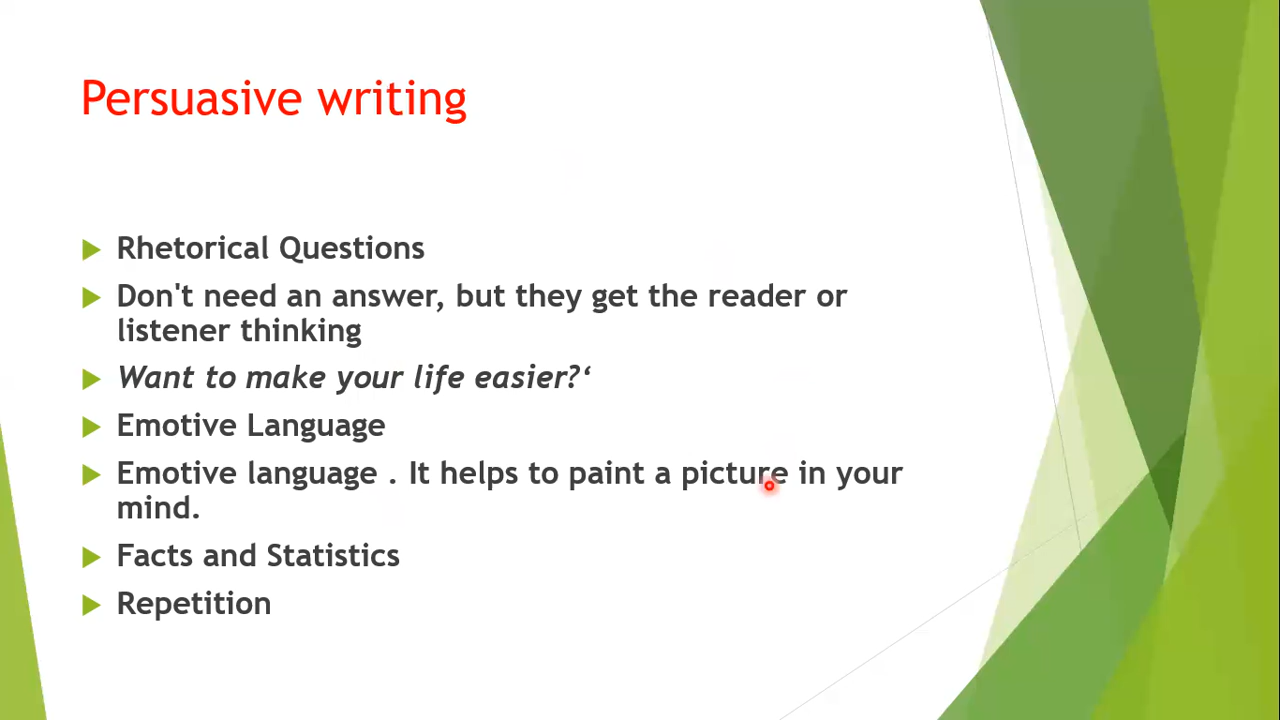 Persuasive writing
Rhetorical Questions
Don't need an answer, but they get the reader or
listener thinking
Want to make your life easier?‘
Emotive Language
Emotive language . It helps to paint a picture in your
mind.
Facts and Statistics
Repetition